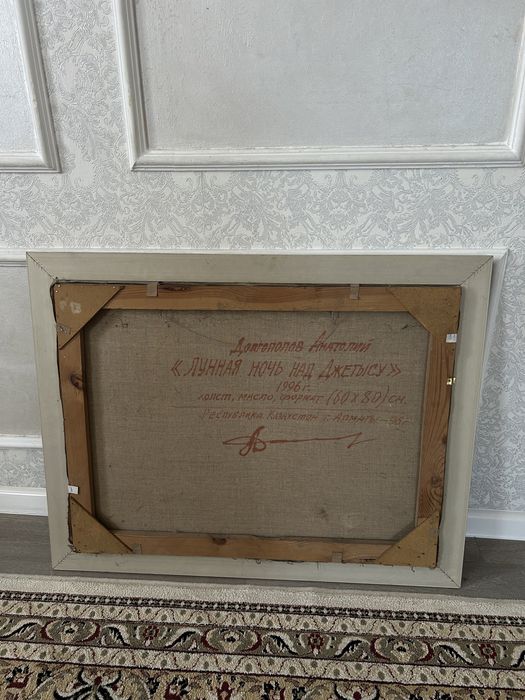 Долгополов Анатолий
«ЛУННАЯ НОЧЬ НАД ДЖЕТЫСУ»
1996 г.
холст, масло, формат (60 x 80) см.
Республика Казахстан г. Алматы